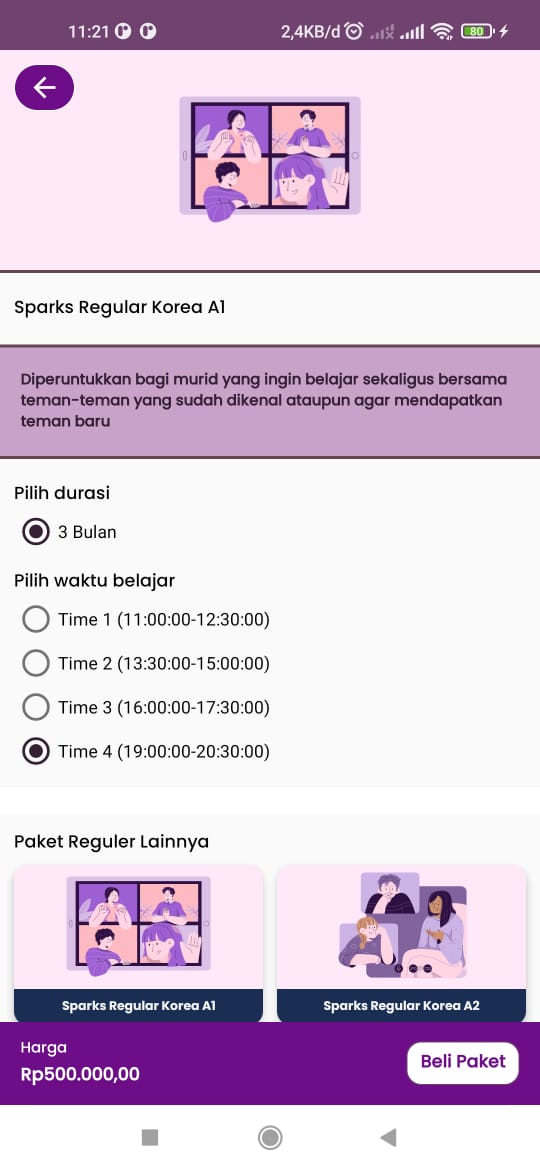 11:21 2,4KB/d 80
Sparks Regular Korea A1
Diperuntukkan bagi murid yang ingin belajar sekaligus bersama
teman-teman yang sudah dikenal ataupun agar mendapatkan
teman baru
Pilih durasi
3 Bulan
Pilih waktu belajar
Time 1 (11:00:00-12:30:00)
Time 2 (13:30:00-15:00:00)
Time 3 (16:00:00-17:30:00)
Time 4 (19:00:00-20:30:00)
Paket Reguler Lainnya
Sparks Regular Korea A1
Sparks Regular Korea A2
Harga
Rp500.000,00
Beli Paket